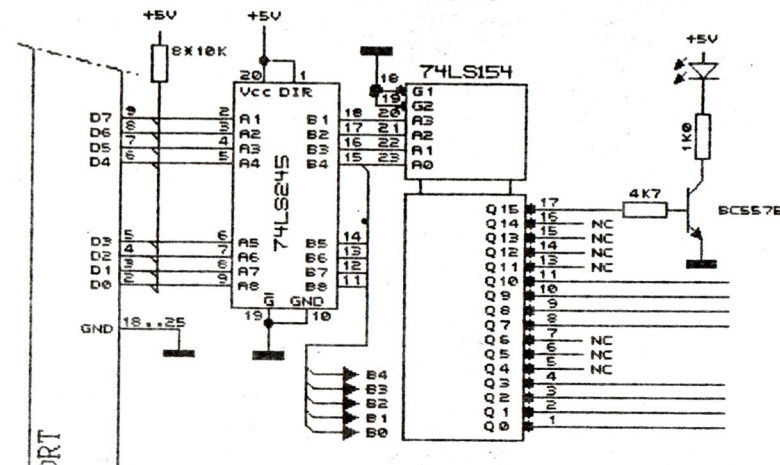 +5V
+5V
+5V
8X10K
20
1
Vcc DIR
74LS154
18
19
G1
G2
D7 9 2 A1 B1 18 20 A3
D6 8 3 A2 B2 17 21 A2
D5 7 4 A3 B3 16 22 A1
D4 6 5 A4 B4 15 23 A0
74LS245
1K0
4K7
BC557B
D3 5 6 A5 B5 14
D2 4 7 A6 B6 13
D1 3 8 A7 B7 12
D0 2 9 A8 B8 11
G GND
19 10
GND 18..25
Q15 17
Q14 16 NC
Q13 15 NC
Q12 14 NC
Q11 13 NC
Q10 11
Q9 10
Q8 9
Q7 8
Q6 7 NC
Q5 6 NC
Q4 5 NC
Q3 4
Q2 3
Q1 2
Q0 1
B4
B3
B2
B1
B0
ORT